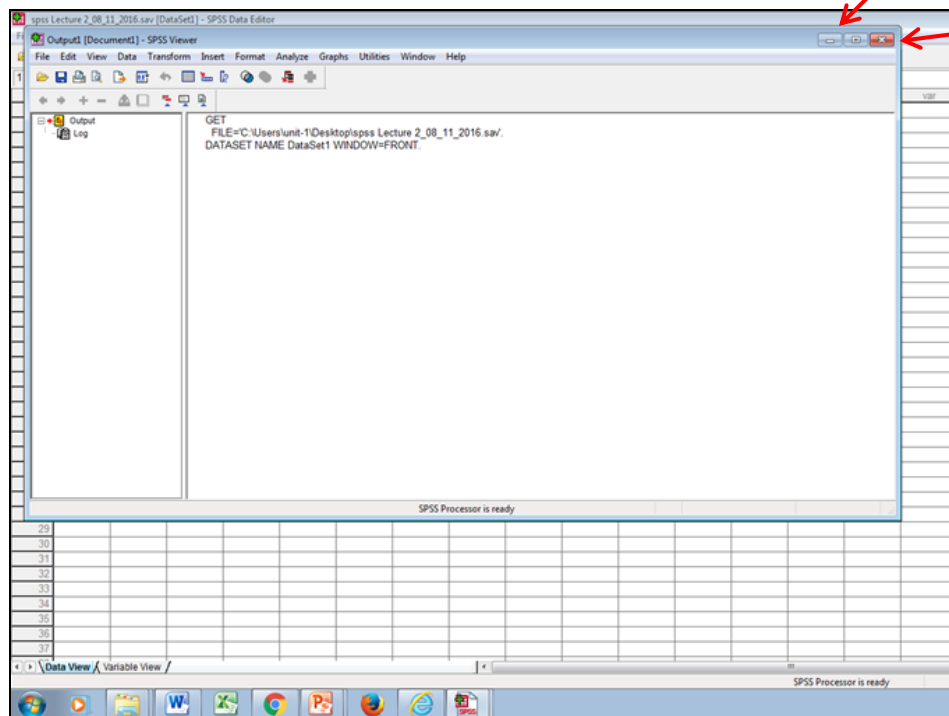 spss Lecture 2_08_11_2016.sav [DataSet1] - SPSS Data Editor
Output1 [Document1] - SPSS Viewer
File Edit View Data Transform Insert Format Analyze Graphs Utilities Window Help
var
Output
Log
GET
FILE='C:\Users\unit-1\Desktop\spss Lecture 2_08_11_2016.sav'.
DATASET NAME DataSet1 WINDOW=FRONT.
SPSS Processor is ready
29
30
31
32
33
34
35
36
37
Data View Variable View
SPSS Processor is ready
SPSS